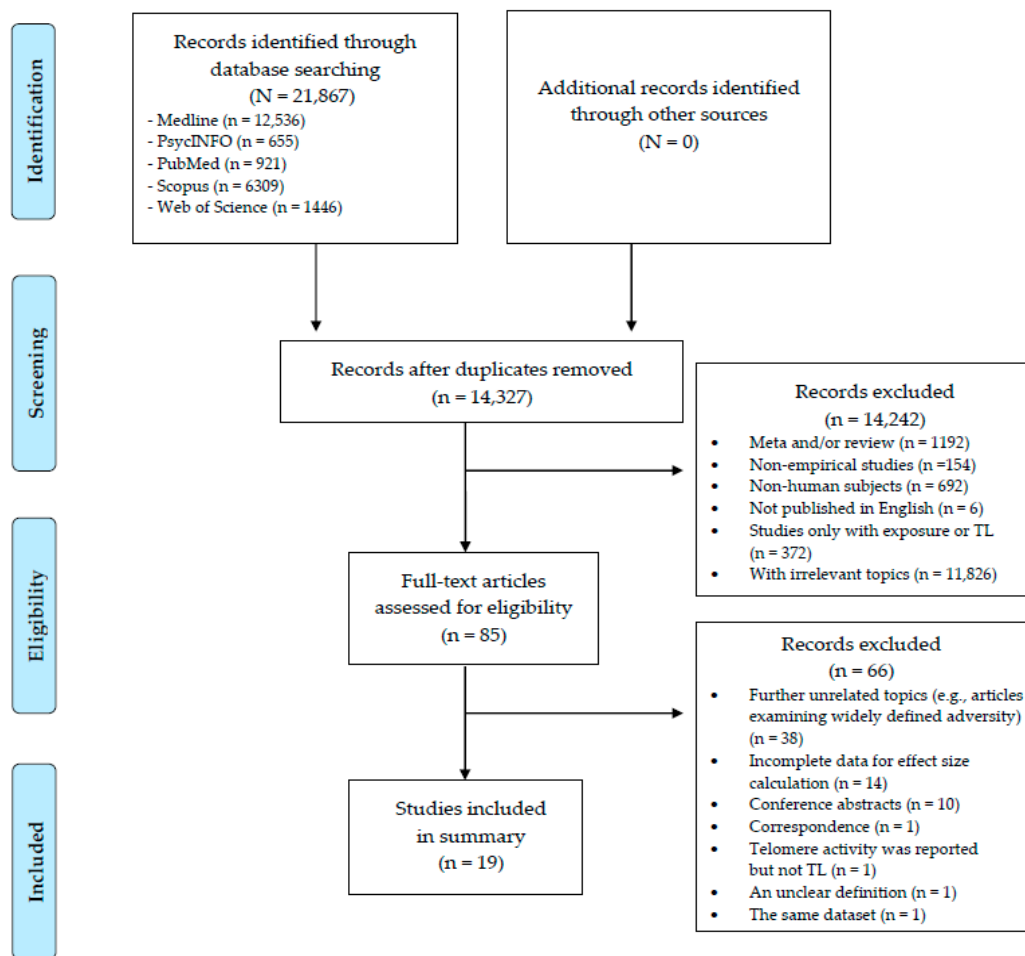 Identification
Records identified through
database searching
(N = 21,867)
- Medline (n = 12,536)
- PsycINFO (n = 655)
- PubMed (n = 921)
- Scopus (n = 6309)
- Web of Science (n = 1446)
Additional records identified
through other sources
(N = 0)
Screening
Records after duplicates removed
(n = 14,327)
Records excluded
(n = 14,242)
• Meta and/or review (n = 1192)
• Non-empirical studies (n =154)
• Non-human subjects (n = 692)
• Not published in English (n = 6)
• Studies only with exposure or TL
(n = 372)
• With irrelevant topics (n = 11,826)
Eligibility
Full-text articles
assessed for eligibility
(n = 85)
Records excluded
(n = 66)
• Further unrelated topics (e.g., articles
examining widely defined adversity)
(n = 38)
• Incomplete data for effect size
calculation (n = 14)
• Conference abstracts (n = 10)
• Correspondence (n = 1)
• Telomere activity was reported
but not TL (n = 1)
• An unclear definition (n = 1)
• The same dataset (n = 1)
Included
Studies included
in summary
(n = 19)